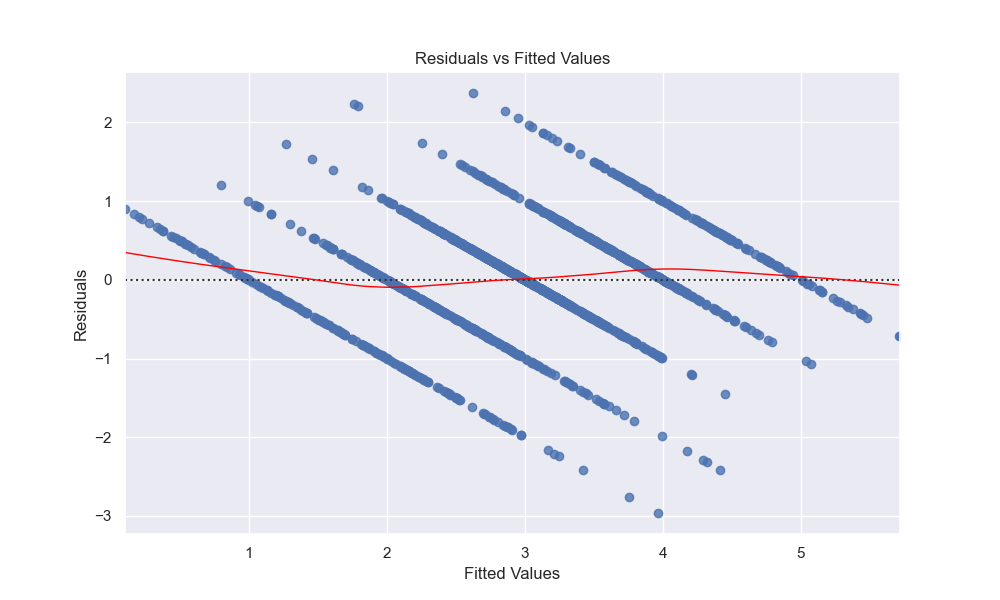 Residuals vs Fitted Values
2
1
0
−1
−2
−3
Residuals
1 2 3 4 5
Fitted Values